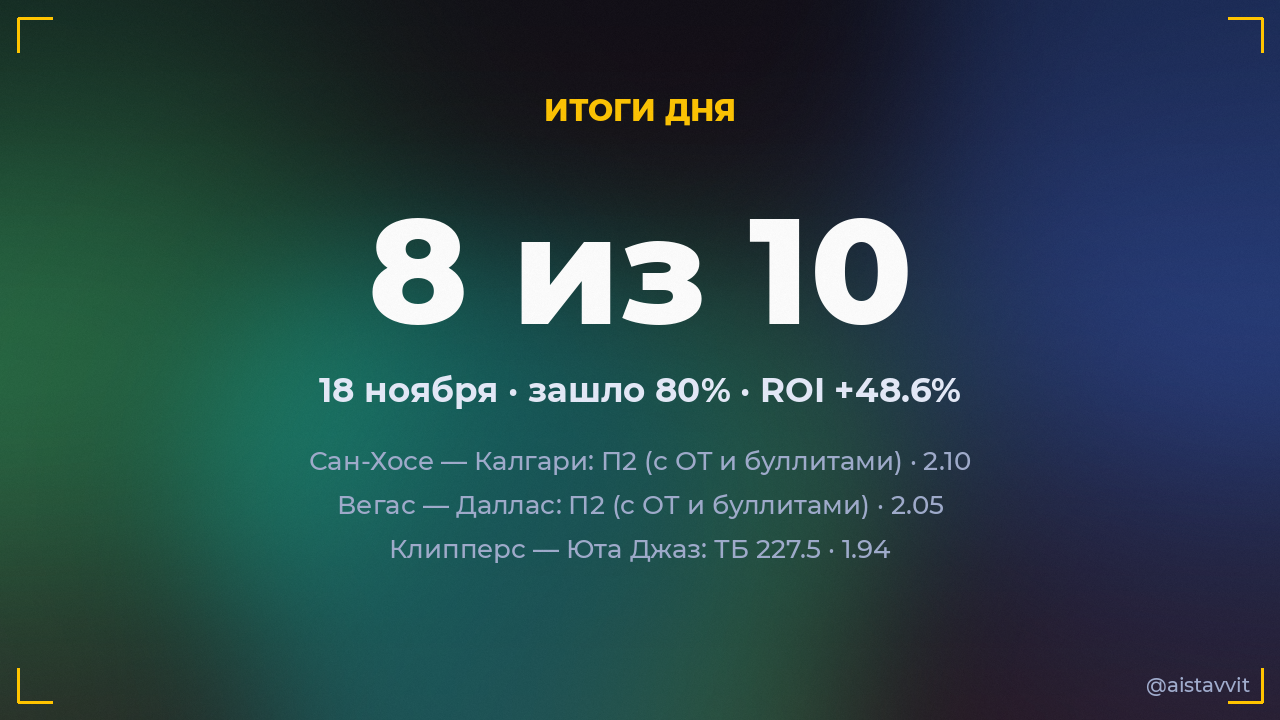 ИТОГИ ДНЯ
8 из 10
18 ноября · зашло 80% · ROI +48.6%
Сан-Хосе — Калгари: П2 (с ОТ и буллитами) · 2.10
Вегас — Даллас: П2 (с ОТ и буллитами) · 2.05
Клипперс — Юта Джаз: ТБ 227.5 · 1.94
@aistavvit